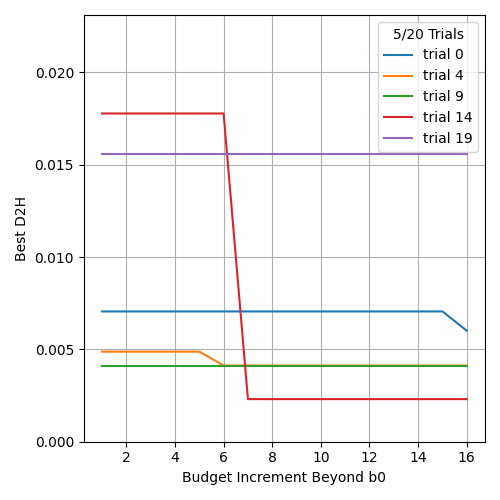 5/20 Trials
trial 0
trial 4
trial 9
trial 14
trial 19
Best D2H
0.020
0.015
0.010
0.005
0.000
2 4 6 8 10 12 14 16
Budget Increment Beyond b0